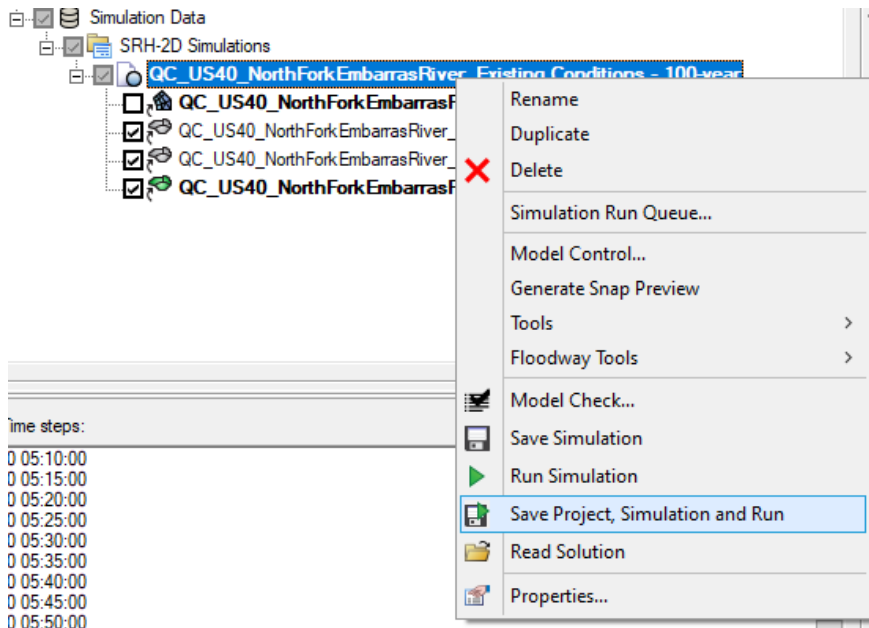 Simulation Data
SRH-2D Simulations
QC_US40_NorthForkEmbarrasRiver_Existing Conditions - 100-year
QC_US40_NorthForkEmbarrasR
QC_US40_NorthForkEmbarrasRiver_
QC_US40_NorthForkEmbarrasRiver_
QC_US40_NorthForkEmbarrasR
Rename
Duplicate
Delete
Simulation Run Queue...
Model Control...
Generate Snap Preview
Tools
Floodway Tools
Model Check...
Save Simulation
Run Simulation
Save Project, Simulation and Run
Read Solution
Properties...
Time steps:
0 05:10:00
0 05:15:00
0 05:20:00
0 05:25:00
0 05:30:00
0 05:35:00
0 05:40:00
0 05:45:00
0 05:50:00